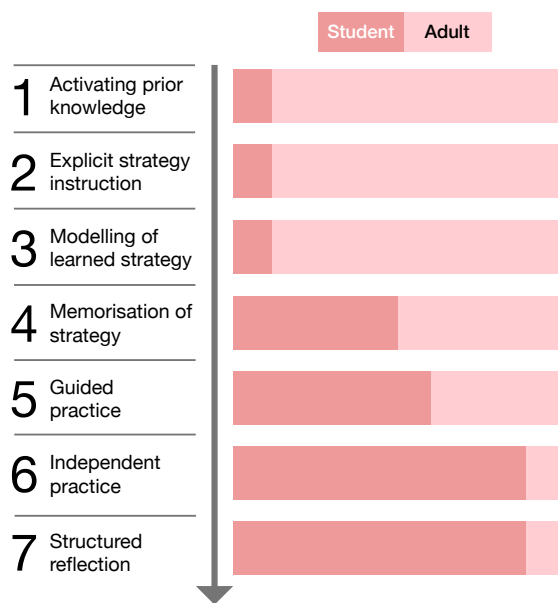 Student Adult
1 Activating prior
knowledge
2 Explicit strategy
instruction
3 Modelling of
learned strategy
4 Memorisation of
strategy
5 Guided
practice
6 Independent
practice
7 Structured
reflection